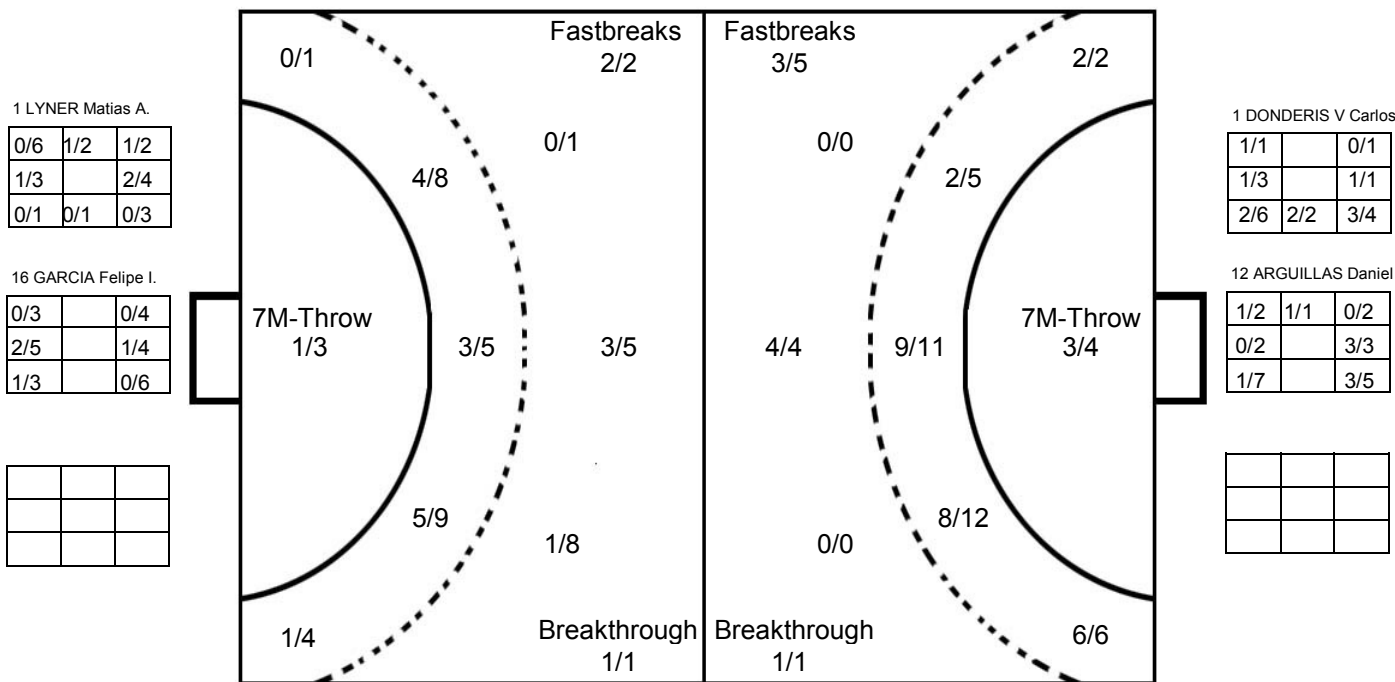 Fastbreaks
2/2
Fastbreaks
3/5
0/1
2/2
0/1
0/0
4/8
2/5
7M-Throw
1/3
3/5
3/5
4/4
9/11
7M-Throw
3/4
5/9
1/8
0/0
8/12
1/4
Breakthrough
1/1
Breakthrough
1/1
6/6
1 LYNER Matias A.
0/6 1/2 1/2
1/3 2/4
0/1 0/1 0/3
16 GARCIA Felipe I.
0/3 0/4
2/5 1/4
1/3 0/6
1 DONDERIS V Carlos
1/1 0/1
1/3 1/1
2/6 2/2 3/4
12 ARGUILLAS Daniel
1/2 1/1 0/2
0/2 3/3
1/7 3/5